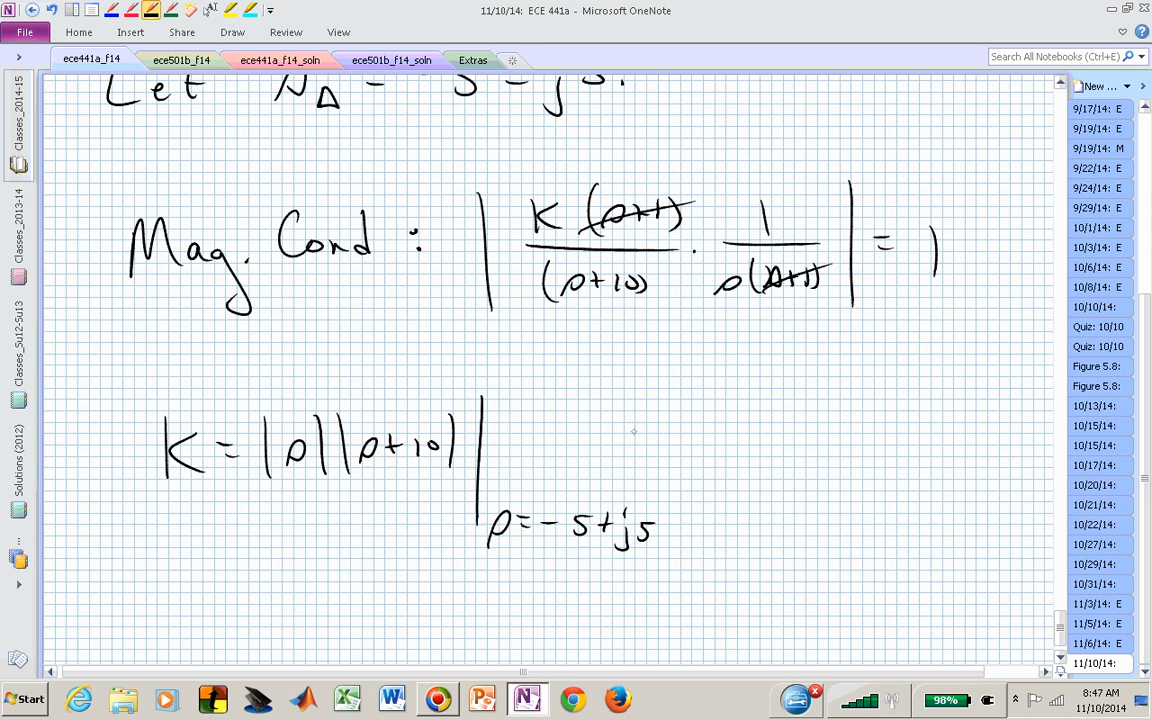 11/10/14: ECE 441a - Microsoft OneNote
File Home Insert Share Draw Review View
ece441a_f14 ece501b_f14 ece441a_f14_soln ece501b_f14_soln Extras
Search All Notebooks (Ctrl+E)
Classes_2014-15
Classes_2013-14
Classes_Su12-Su13
Solutions (2012)
New ...
9/17/14: E
9/19/14: E
9/19/14: M
9/22/14: E
9/24/14: E
9/29/14: E
10/1/14: E
10/3/14: E
10/6/14: E
10/8/14: E
10/10/14:
Quiz: 10/10
Quiz: 10/10
Figure 5.8:
Figure 5.8:
10/13/14:
10/15/14:
10/15/14:
10/17/14:
10/20/14:
10/21/14:
10/22/14:
10/27/14:
10/29/14:
10/31/14:
11/3/14: E
11/5/14: E
11/6/14: E
11/10/14:
Let
Mag. Cond : | K (s+1) / (s+10) · 1 / s(s+1) | = 1
K = |s||s+10| |
s = -5+j5
Start
98%
8:47 AM
11/10/2014